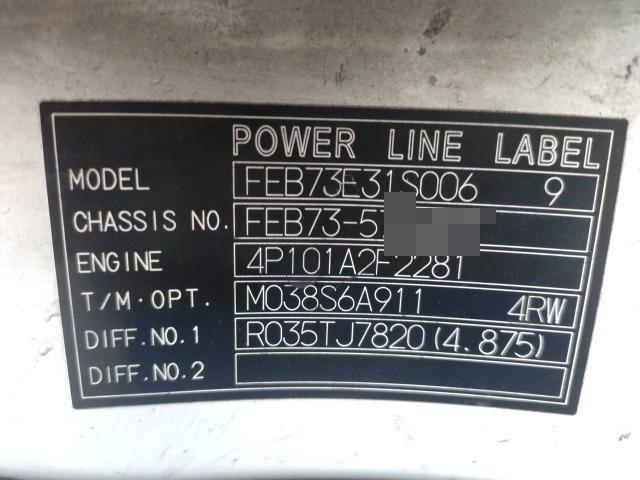 POWER LINE LABEL
MODEL FEB73E31S006 9
CHASSIS NO. FEB73-5
ENGINE 4P101A2F2281
T/M·OPT. M038S6A911 4RW
DIFF.NO.1 R035TJ7820(4.875)
DIFF.NO.2